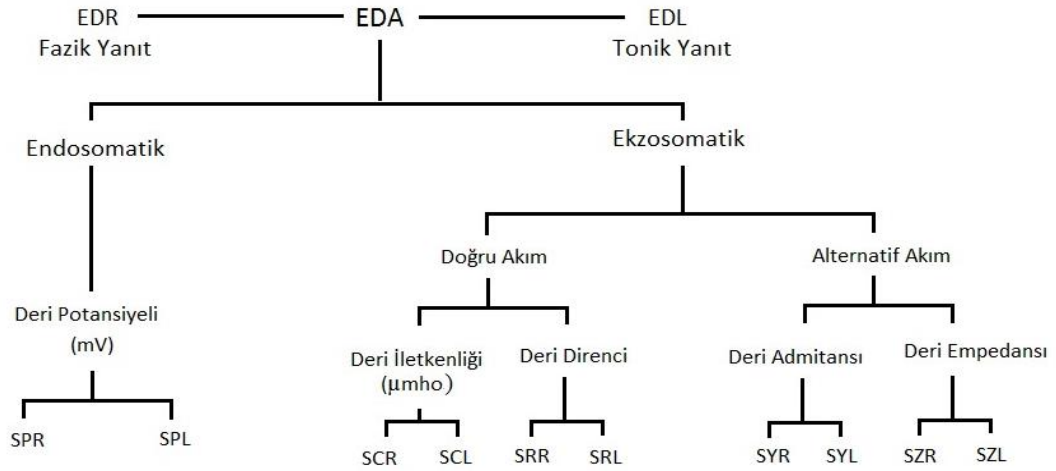 EDR
EDA
EDL
Fazik Yanıt
Tonik Yanıt
Endosomatik
Ekzosomatik
Doğru Akım
Alternatif Akım
Deri Potansiyeli
(mV)
Deri İletkenliği
(µmho)
Deri Direnci
Deri Admitansı
Deri Empedansı
SPR
SPL
SCR
SCL
SRR
SRL
SYR
SYL
SZR
SZL